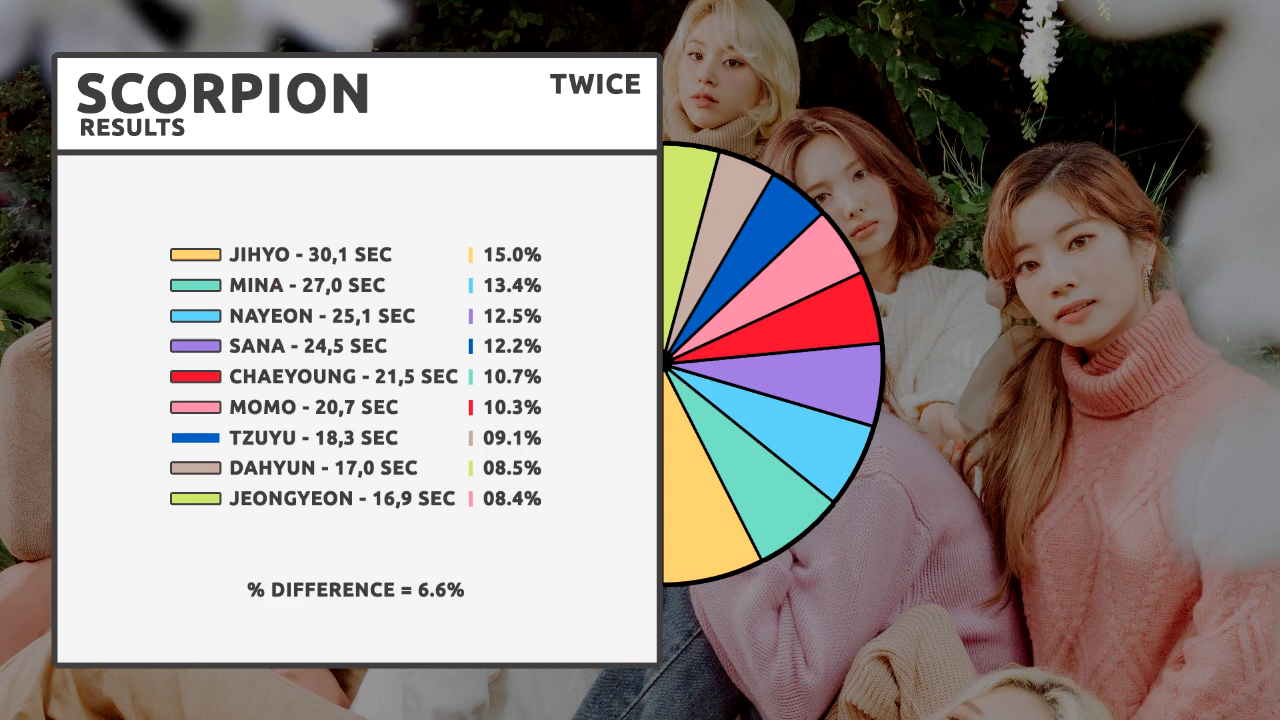 SCORPION
TWICE
RESULTS
JIHYO - 30,1 SEC 15.0%
MINA - 27,0 SEC 13.4%
NAYEON - 25,1 SEC 12.5%
SANA - 24,5 SEC 12.2%
CHAEYOUNG - 21,5 SEC 10.7%
MOMO - 20,7 SEC 10.3%
TZUYU - 18,3 SEC 09.1%
DAHYUN - 17,0 SEC 08.5%
JEONGYEON - 16,9 SEC 08.4%
% DIFFERENCE = 6.6%